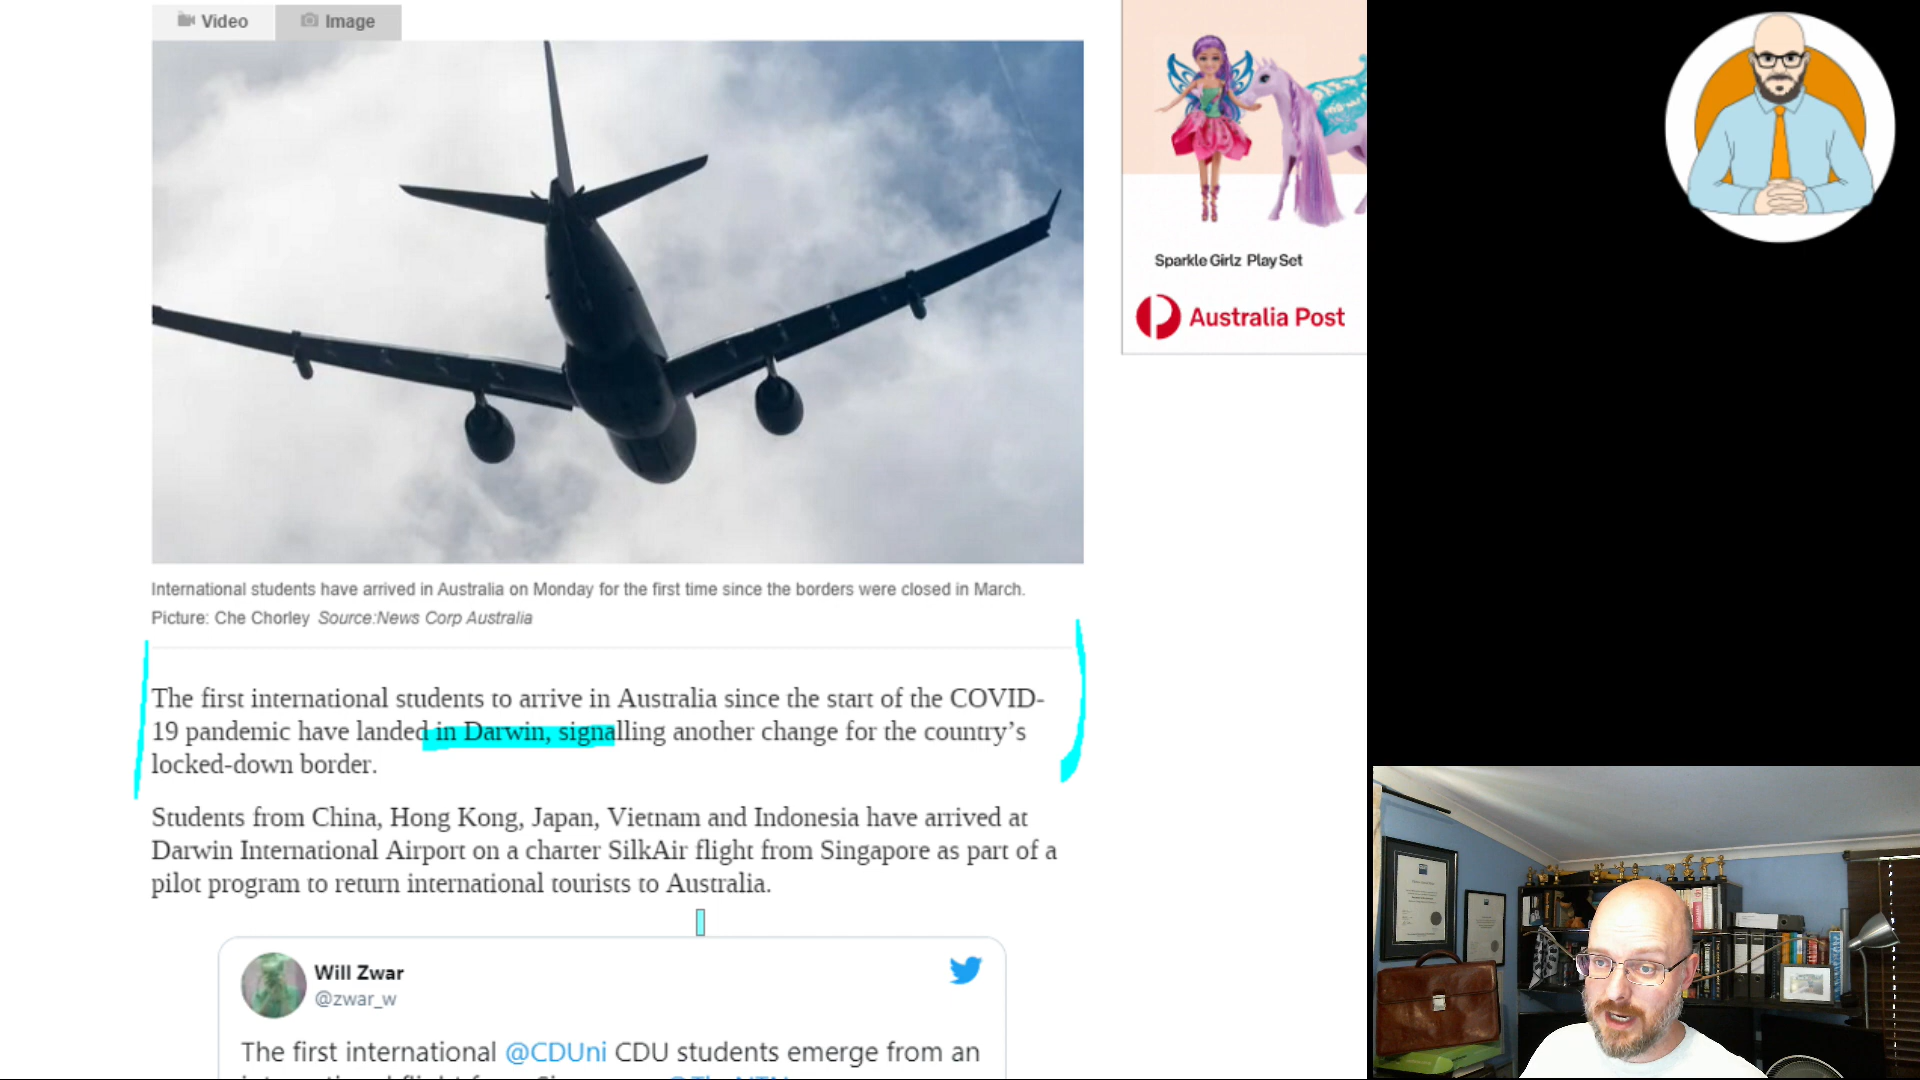 Video
Image
Sparkle Girlz Play Set
Australia Post
International students have arrived in Australia on Monday for the first time since the borders were closed in March.
Picture: Che Chorley Source:News Corp Australia
The first international students to arrive in Australia since the start of the COVID-
19 pandemic have landed in Darwin, signalling another change for the country’s
locked-down border.
Students from China, Hong Kong, Japan, Vietnam and Indonesia have arrived at
Darwin International Airport on a charter SilkAir flight from Singapore as part of a
pilot program to return international tourists to Australia.
Will Zwar
@zwar_w
The first international @CDUni CDU students emerge from an